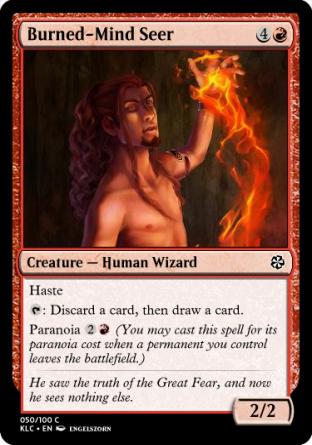 Burned-Mind Seer 4
Creature — Human Wizard
Haste
: Discard a card, then draw a card.
Paranoia 2 (You may cast this spell for its
paranoia cost when a permanent you control
leaves the battlefield.)
He saw the truth of the Great Fear, and now
he sees nothing else.
2/2
050/100 C
KLC • EN ENGELSZORN